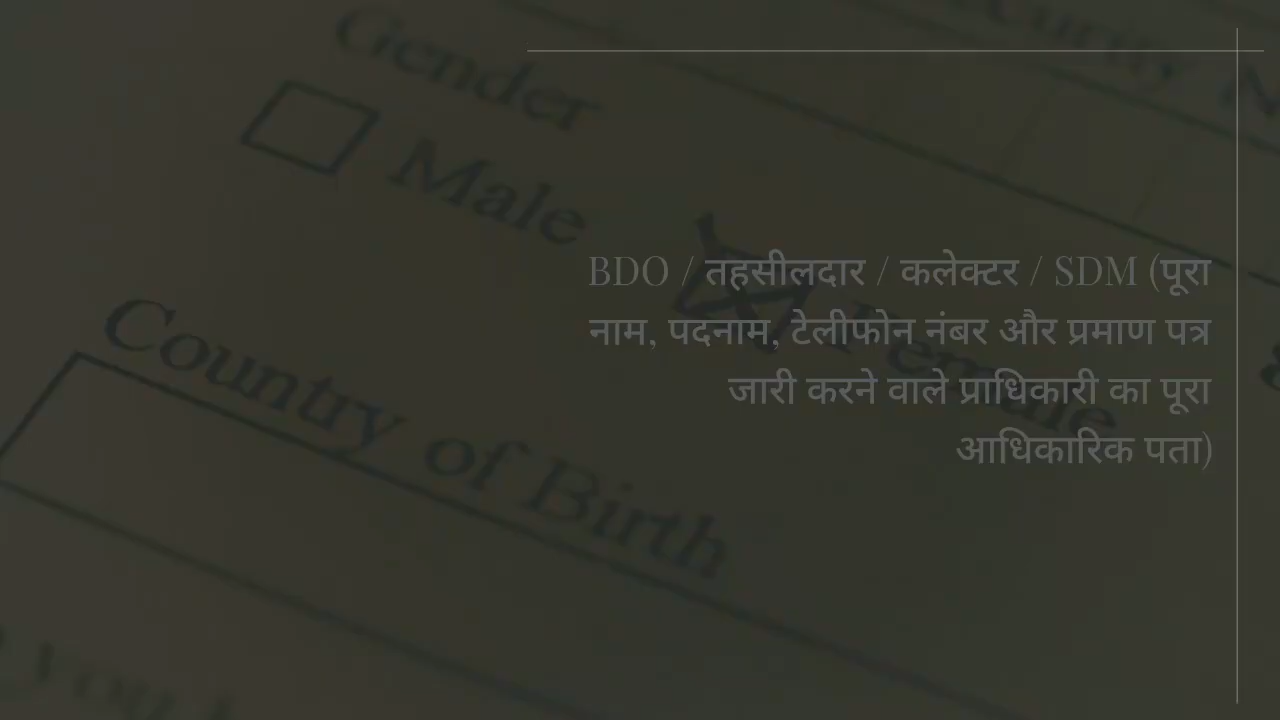 Gender
Male
Female
Country of Birth
BDO / तहसीलदार / कलेक्टर / SDM (पूरा
नाम, पदनाम, टेलीफोन नंबर और प्रमाण पत्र
जारी करने वाले प्राधिकारी का पूरा
आधिकारिक पता)
you